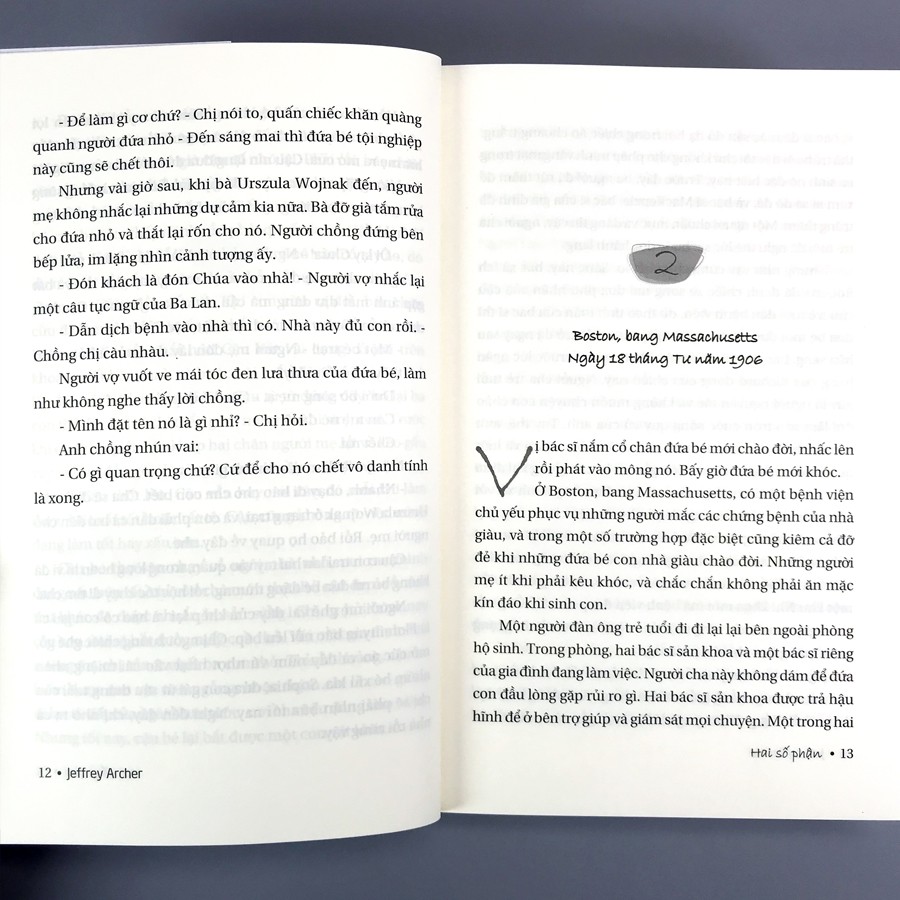 - Để làm gì cơ chứ? - Chị nói to, quấn chiếc khăn quàng
quanh người đứa nhỏ - Đến sáng mai thì đứa bé tội nghiệp
này cũng sẽ chết thôi.
Nhưng vài giờ sau, khi bà Urszula Wojnak đến, người
mẹ không nhắc lại những dự cảm kia nữa. Bà đỡ già tắm rửa
cho đứa nhỏ và thắt lại rốn cho nó. Người chồng đứng bên
bếp lửa, im lặng nhìn cảnh tượng ấy.
- Đón khách là đón Chúa vào nhà! - Người vợ nhắc lại
một câu tục ngữ của Ba Lan.
- Dẫn dịch bệnh vào nhà thì có. Nhà này đủ con rồi. -
Chồng chị càu nhàu.
Người vợ vuốt ve mái tóc đen lưa thưa của đứa bé, làm
như không nghe thấy lời chồng.
- Mình đặt tên nó là gì nhỉ? - Chị hỏi.
Anh chồng nhún vai:
- Có gì quan trọng chứ? Cứ để cho nó chết vô danh tính
là xong.
12 • Jeffrey Archer
2
Boston, bang Massachusetts
Ngày 18 tháng Tư năm 1906
Vị bác sĩ nắm cổ chân đứa bé mới chào đời, nhấc lên
rồi phát vào mông nó. Bấy giờ đứa bé mới khóc.
Ở Boston, bang Massachusetts, có một bệnh viện
chủ yếu phục vụ những người mắc các chứng bệnh của nhà
giàu, và trong một số trường hợp đặc biệt cũng kiêm cả đỡ
đẻ khi những đứa bé con nhà giàu chào đời. Những người
mẹ ít khi phải kêu khóc, và chắc chắn không phải ăn mặc
kín đáo khi sinh con.
Một người đàn ông trẻ tuổi đi đi lại lại bên ngoài phòng
hộ sinh. Trong phòng, hai bác sĩ sản khoa và một bác sĩ riêng
của gia đình đang làm việc. Người cha này không dám để đứa
con đầu lòng gặp rủi ro gì. Hai bác sĩ sản khoa được trả hậu
hĩnh để ở bên trợ giúp và giám sát mọi chuyện. Một trong hai
Hai số phận • 13